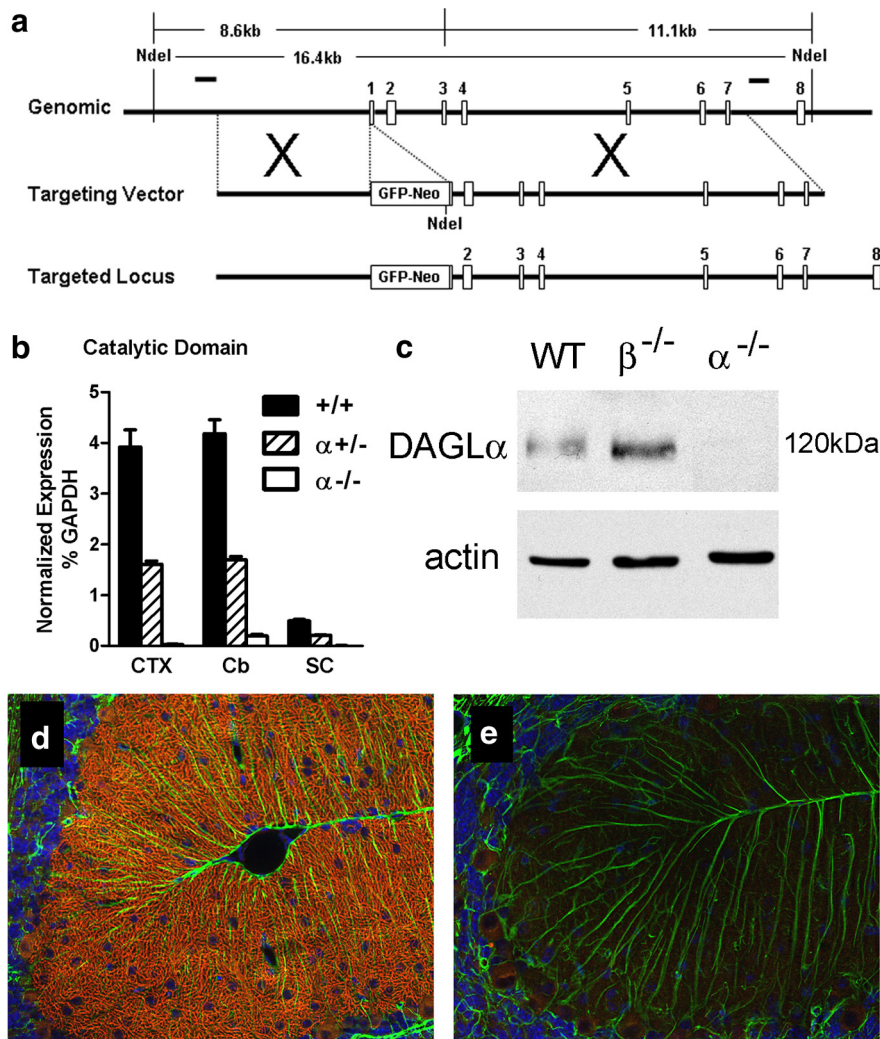 a
8.6kb 11.1kb
NdeI 16.4kb NdeI
1 2 3 4 5 6 7 8
Genomic
X X
Targeting Vector
GFP-Neo
NdeI
Targeted Locus
2 3 4 5 6 7 8
GFP-Neo
b
Catalytic Domain
Normalized Expression
% GAPDH
5
4
3
2
1
0
+/+
α+/-
α-/-
CTX Cb SC
c
WT β-/- α-/-
DAGLα 120kDa
actin
d
e